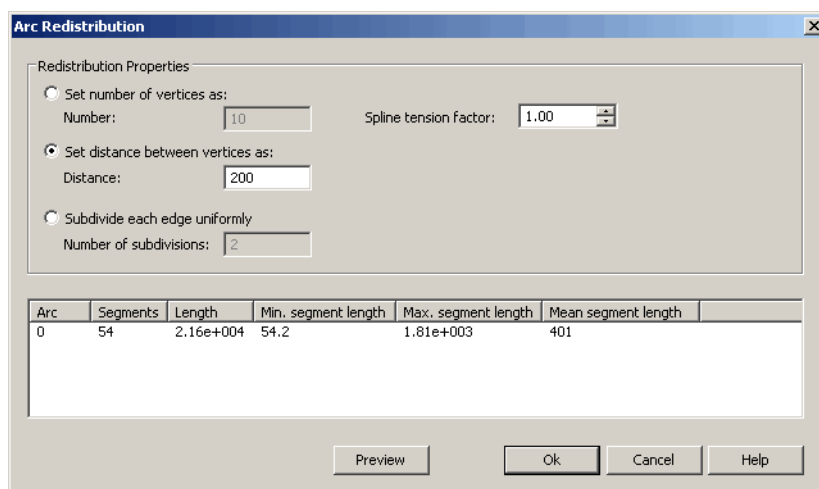 Arc Redistribution
Redistribution Properties
Set number of vertices as:
Number: 10 Spline tension factor: 1.00
Set distance between vertices as:
Distance: 200
Subdivide each edge uniformly
Number of subdivisions: 2
Arc Segments Length Min. segment length Max. segment length Mean segment length
0 54 2.16e+004 54.2 1.81e+003 401
Preview Ok Cancel Help